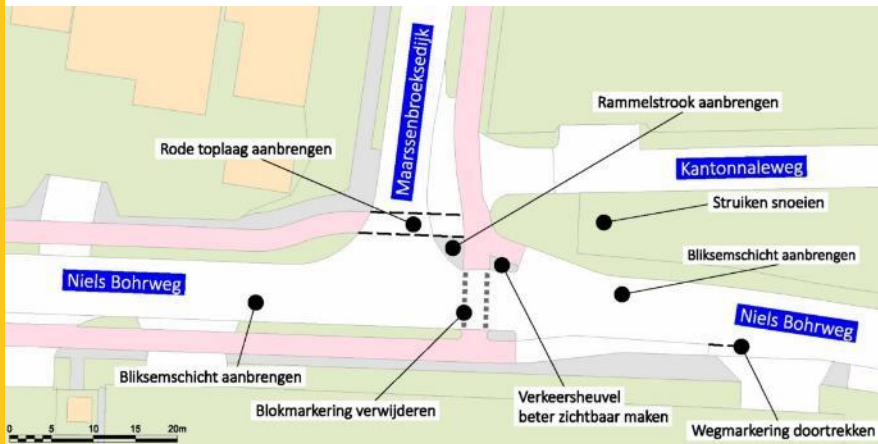 Maarssenbroeksedijk
Rammelstrook aanbrengen
Rode toplaag aanbrengen
Kantonnaleweg
Struiken snoeien
Bliksemschicht aanbrengen
Niels Bohrweg
Niels Bohrweg
Bliksemschicht aanbrengen
Blokmarkering verwijderen
Verkeersheuvel
beter zichtbaar maken
Wegmarkering doortrekken
0 5 10 15 20m